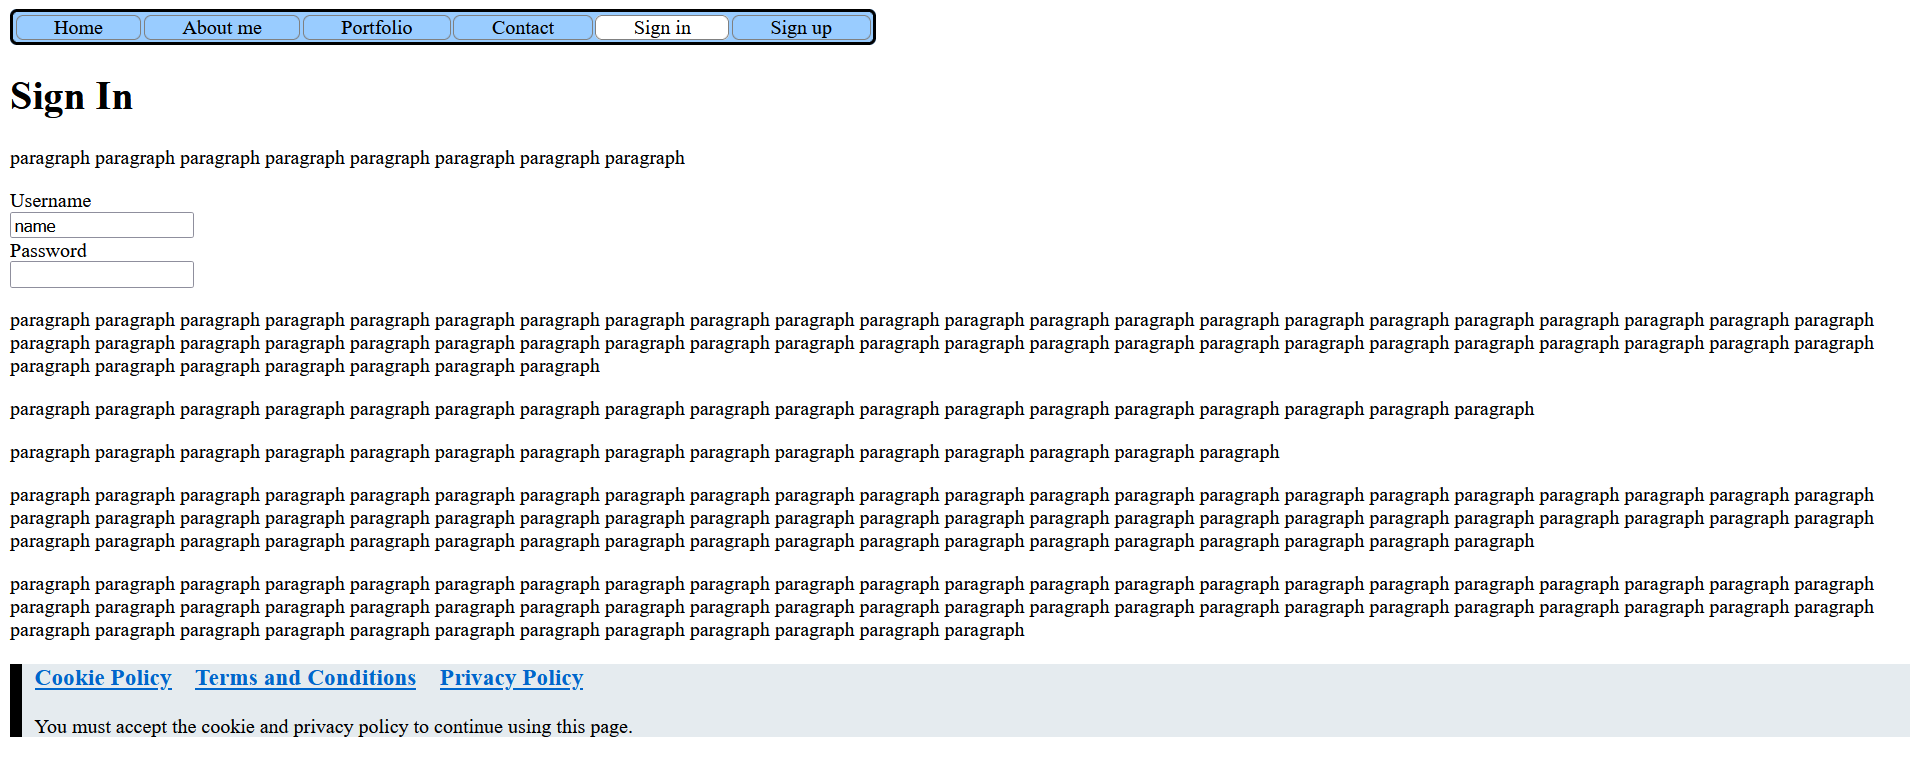 Home About me Portfolio Contact Sign in Sign up
Sign In
paragraph paragraph paragraph paragraph paragraph paragraph paragraph paragraph
Username
name
Password
paragraph paragraph paragraph paragraph paragraph paragraph paragraph paragraph paragraph paragraph paragraph paragraph paragraph paragraph paragraph paragraph paragraph paragraph paragraph paragraph paragraph paragraph
paragraph paragraph paragraph paragraph paragraph paragraph paragraph paragraph paragraph paragraph paragraph paragraph paragraph paragraph paragraph paragraph paragraph paragraph paragraph paragraph paragraph paragraph
paragraph paragraph paragraph paragraph paragraph paragraph paragraph
paragraph paragraph paragraph paragraph paragraph paragraph paragraph paragraph paragraph paragraph paragraph paragraph paragraph paragraph paragraph paragraph paragraph paragraph
paragraph paragraph paragraph paragraph paragraph paragraph paragraph paragraph paragraph paragraph paragraph paragraph paragraph paragraph paragraph
paragraph paragraph paragraph paragraph paragraph paragraph paragraph paragraph paragraph paragraph paragraph paragraph paragraph paragraph paragraph paragraph paragraph paragraph paragraph paragraph paragraph paragraph
paragraph paragraph paragraph paragraph paragraph paragraph paragraph paragraph paragraph paragraph paragraph paragraph paragraph paragraph paragraph paragraph paragraph paragraph paragraph paragraph paragraph paragraph
paragraph paragraph paragraph paragraph paragraph paragraph paragraph paragraph paragraph paragraph paragraph paragraph paragraph paragraph paragraph paragraph paragraph paragraph
paragraph paragraph paragraph paragraph paragraph paragraph paragraph paragraph paragraph paragraph paragraph paragraph paragraph paragraph paragraph paragraph paragraph paragraph paragraph paragraph paragraph paragraph
paragraph paragraph paragraph paragraph paragraph paragraph paragraph paragraph paragraph paragraph paragraph paragraph paragraph paragraph paragraph paragraph paragraph paragraph paragraph paragraph paragraph paragraph
paragraph paragraph paragraph paragraph paragraph paragraph paragraph paragraph paragraph paragraph paragraph paragraph
Cookie Policy Terms and Conditions Privacy Policy
You must accept the cookie and privacy policy to continue using this page.